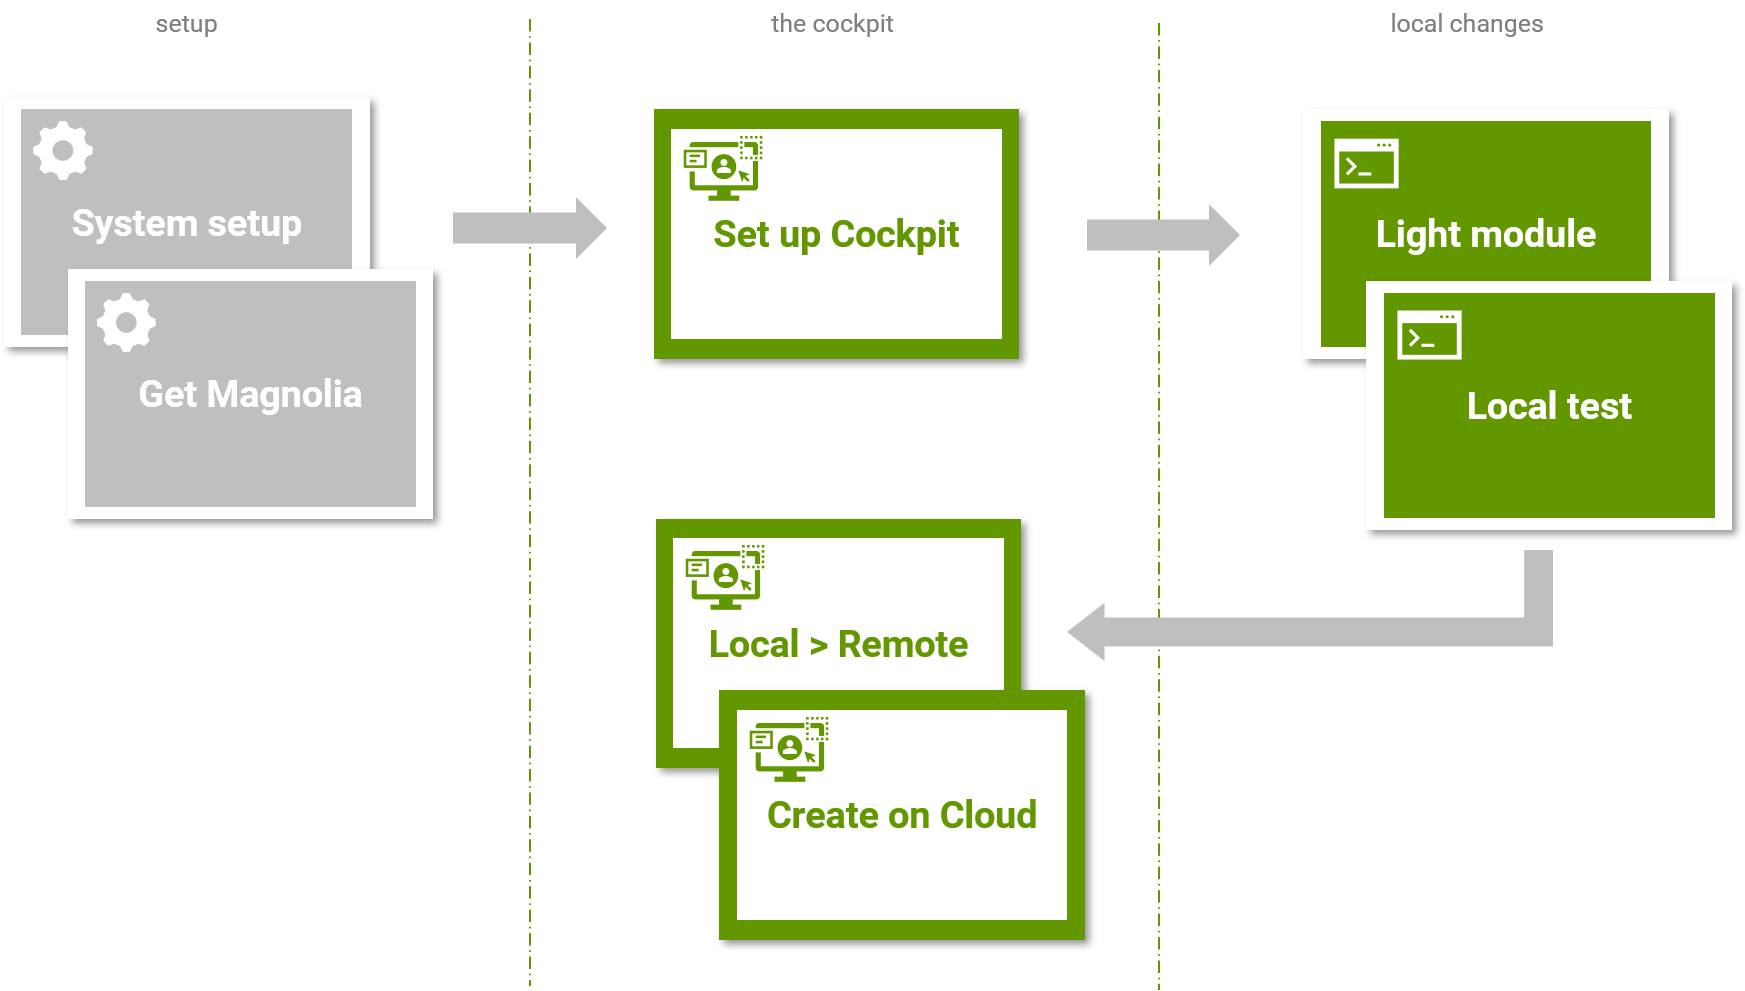 setup
the cockpit
local changes
System setup
Get Magnolia
Set up Cockpit
Light module
Local test
Local > Remote
Create on Cloud